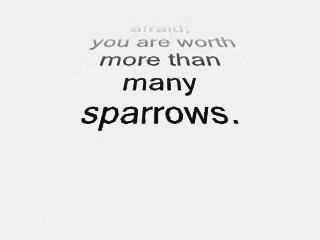 afraid;
you are worth
more than
many
sparrows.